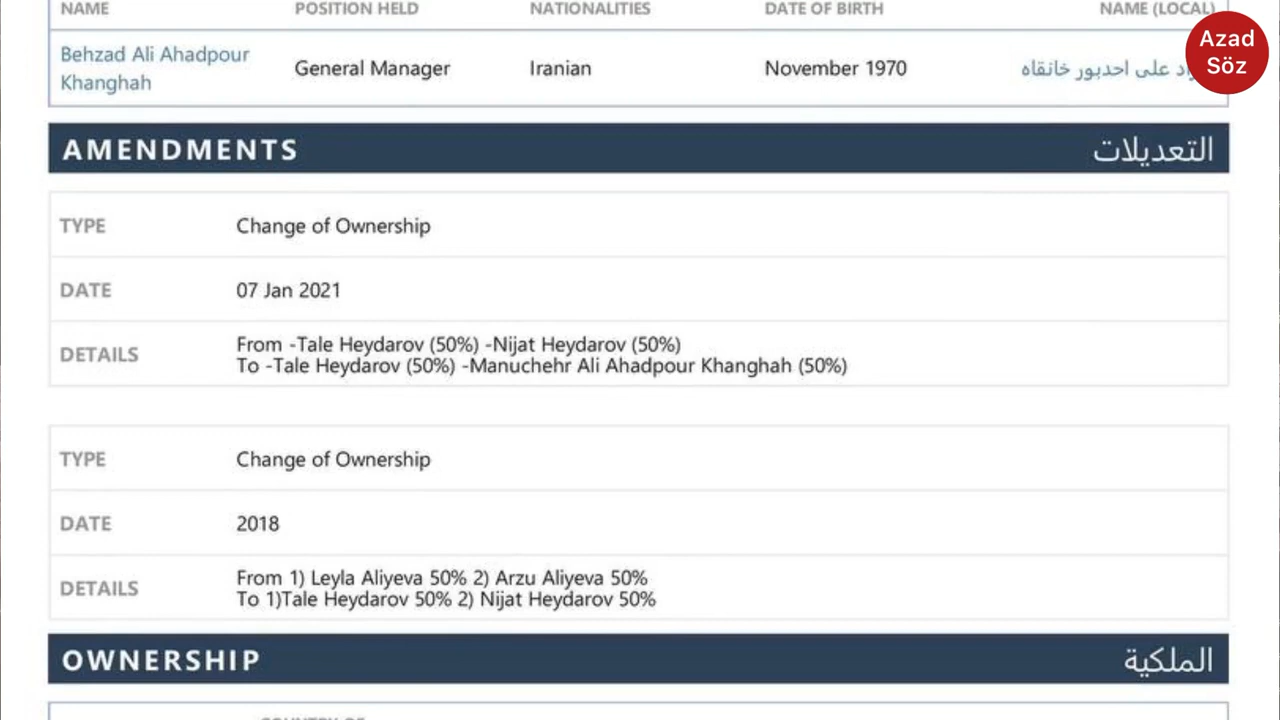 NAME POSITION HELD NATIONALITIES DATE OF BIRTH NAME (LOCAL)
Azad
Söz
Behzad Ali Ahadpour
Khanghah
General Manager Iranian November 1970 على احدبور خانقاه
AMENDMENTS التعديلات
TYPE Change of Ownership
DATE 07 Jan 2021
DETAILS
From -Tale Heydarov (50%) -Nijat Heydarov (50%)
To -Tale Heydarov (50%) -Manuchehr Ali Ahadpour Khanghah (50%)
TYPE Change of Ownership
DATE 2018
DETAILS
From 1) Leyla Aliyeva 50% 2) Arzu Aliyeva 50%
To 1)Tale Heydarov 50% 2) Nijat Heydarov 50%
OWNERSHIP الملكية